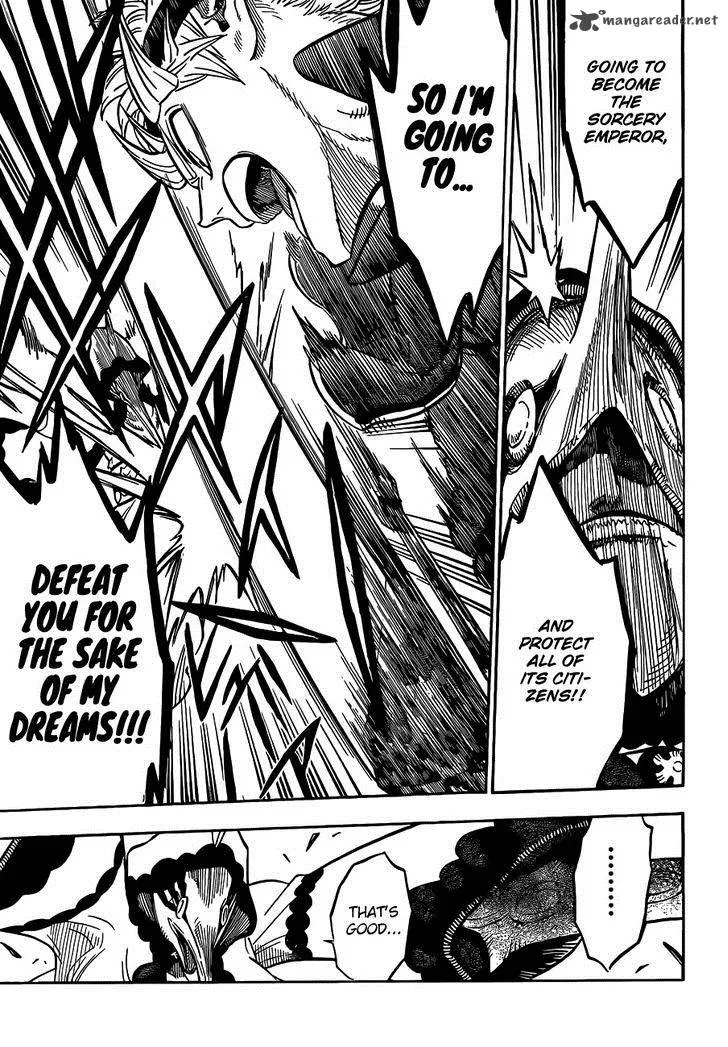 mangareader.net
GOING TO
BECOME
THE
SORCERY
EMPEROR,
AND
PROTECT
ALL OF
ITS CITI-
ZENS!!
SO I'M
GOING
TO...
DEFEAT
YOU FOR
THE SAKE
OF MY
DREAMS!!!
........
THAT'S
GOOD...